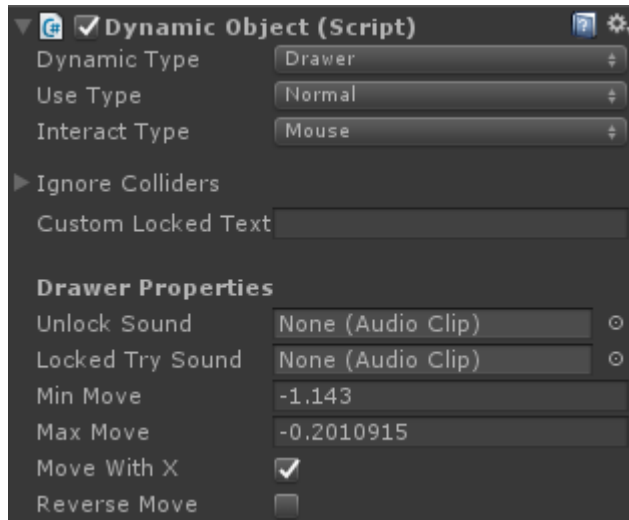 Dynamic Object (Script)
Dynamic Type Drawer
Use Type Normal
Interact Type Mouse
Ignore Colliders
Custom Locked Text
Drawer Properties
Unlock Sound None (Audio Clip)
Locked Try Sound None (Audio Clip)
Min Move -1.143
Max Move -0.2010915
Move With X
Reverse Move